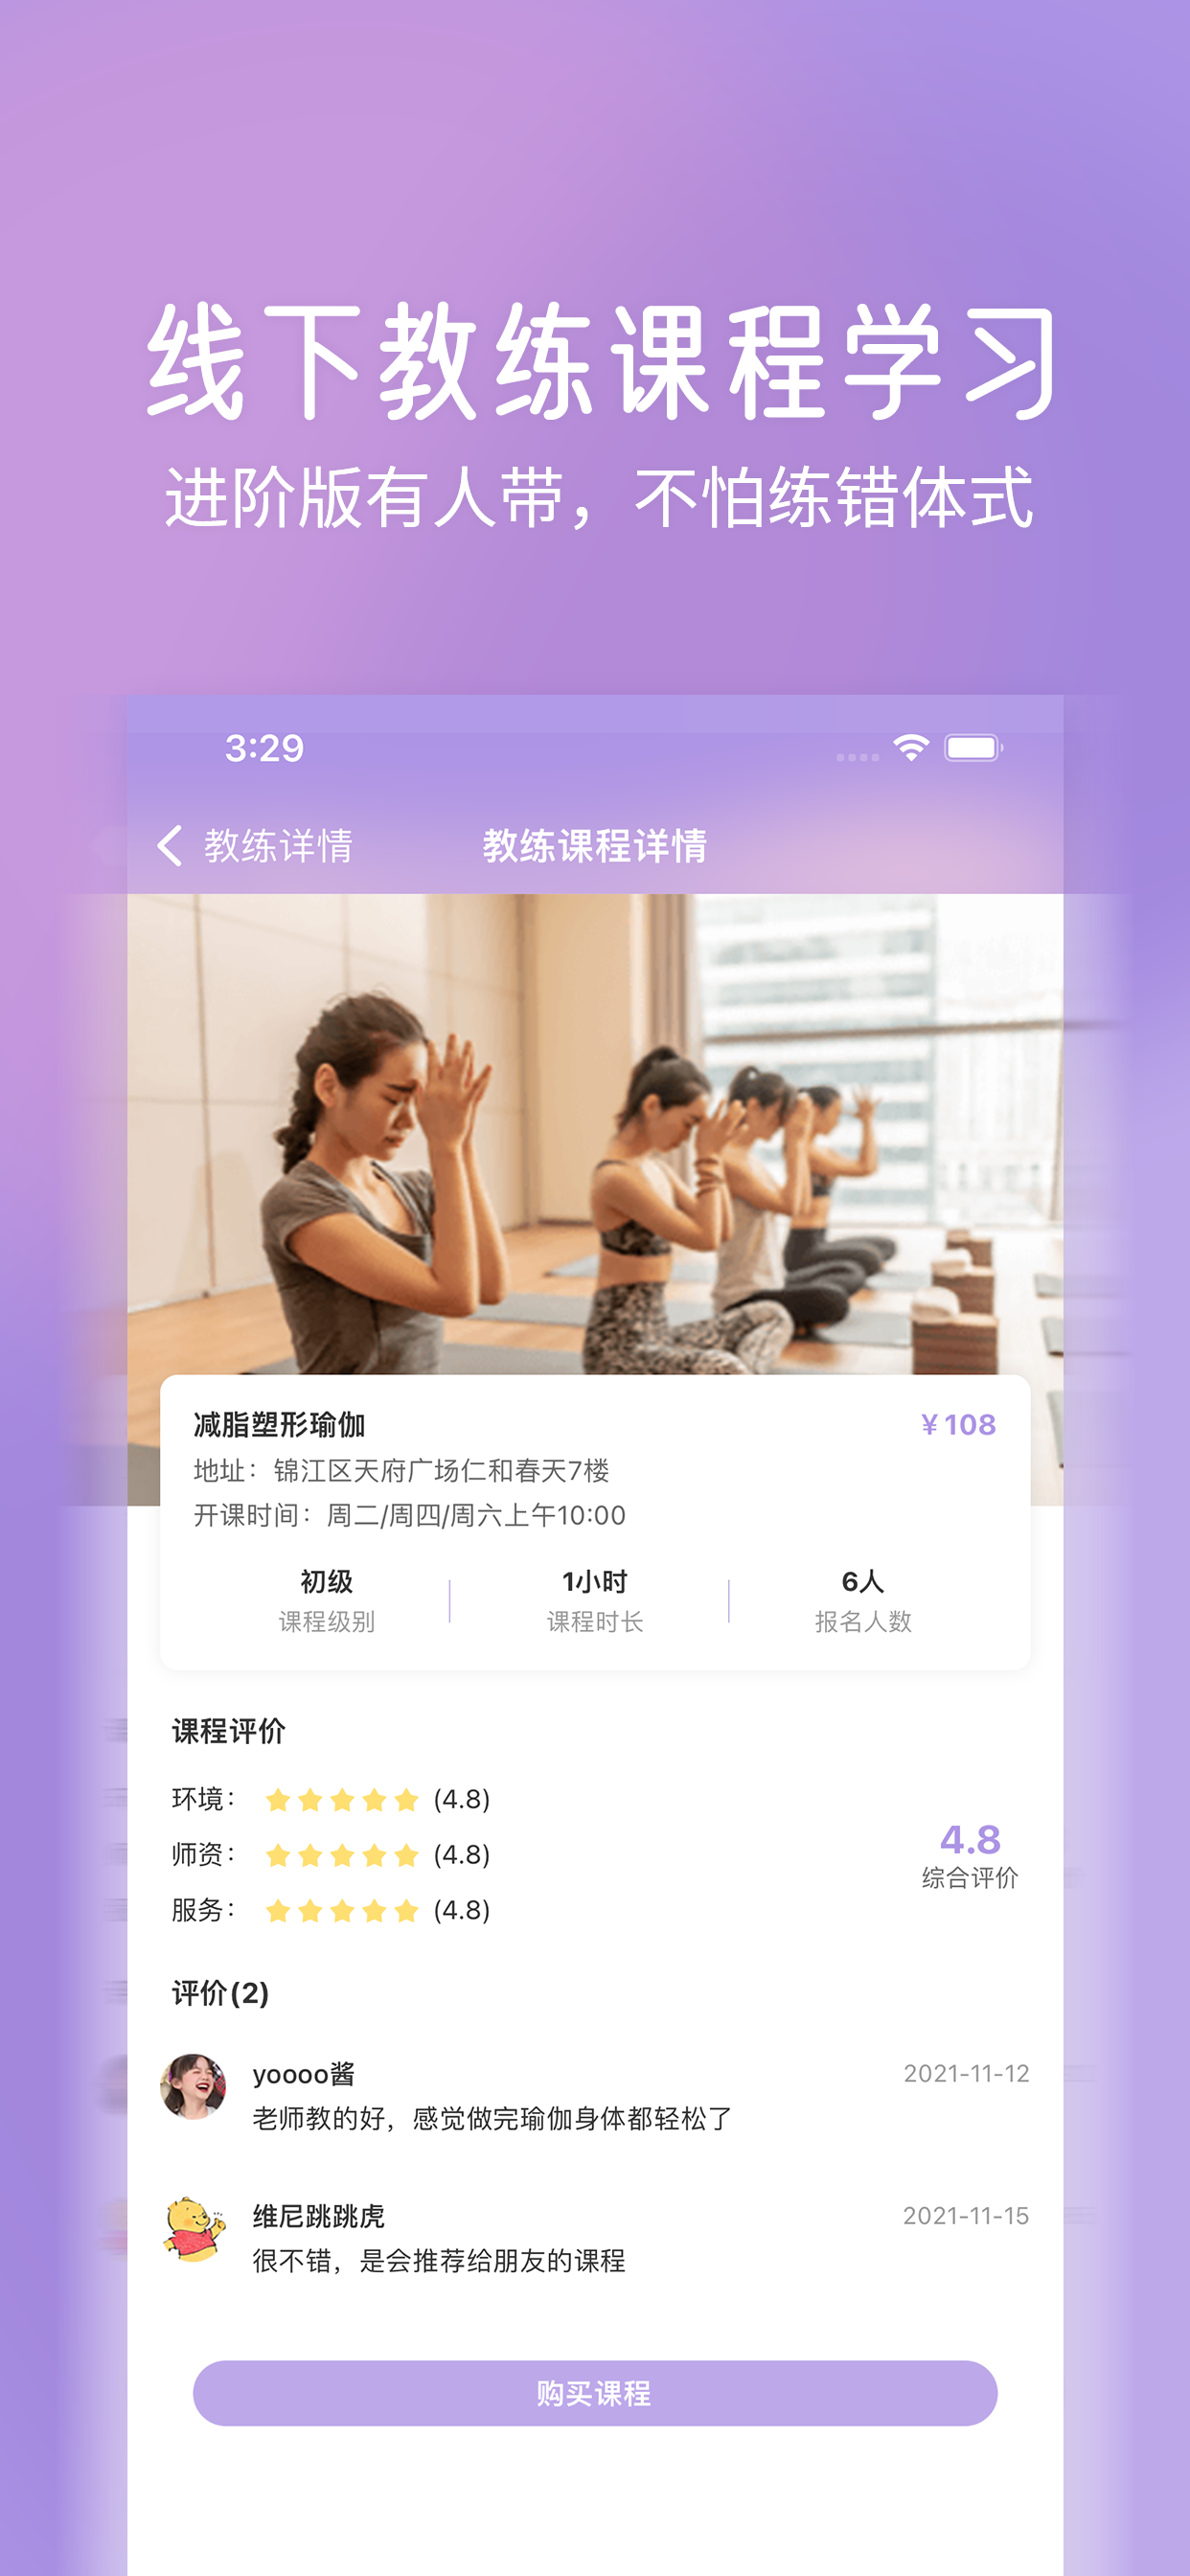 线下教练课程学习
进阶版有人带，不怕练错体式
3:29
教练详情 教练课程详情
减脂塑形瑜伽 ¥108
地址：锦江区天府广场仁和春天7楼
开课时间：周二/周四/周六上午10:00
初级 1小时 6人
课程级别 课程时长 报名人数
课程评价
环境： (4.8)
师资： (4.8)
服务： (4.8)
4.8
综合评价
评价(2)
yoooo酱 2021-11-12
老师教的好，感觉做完瑜伽身体都轻松了
维尼跳跳虎 2021-11-15
很不错，是会推荐给朋友的课程
购买课程